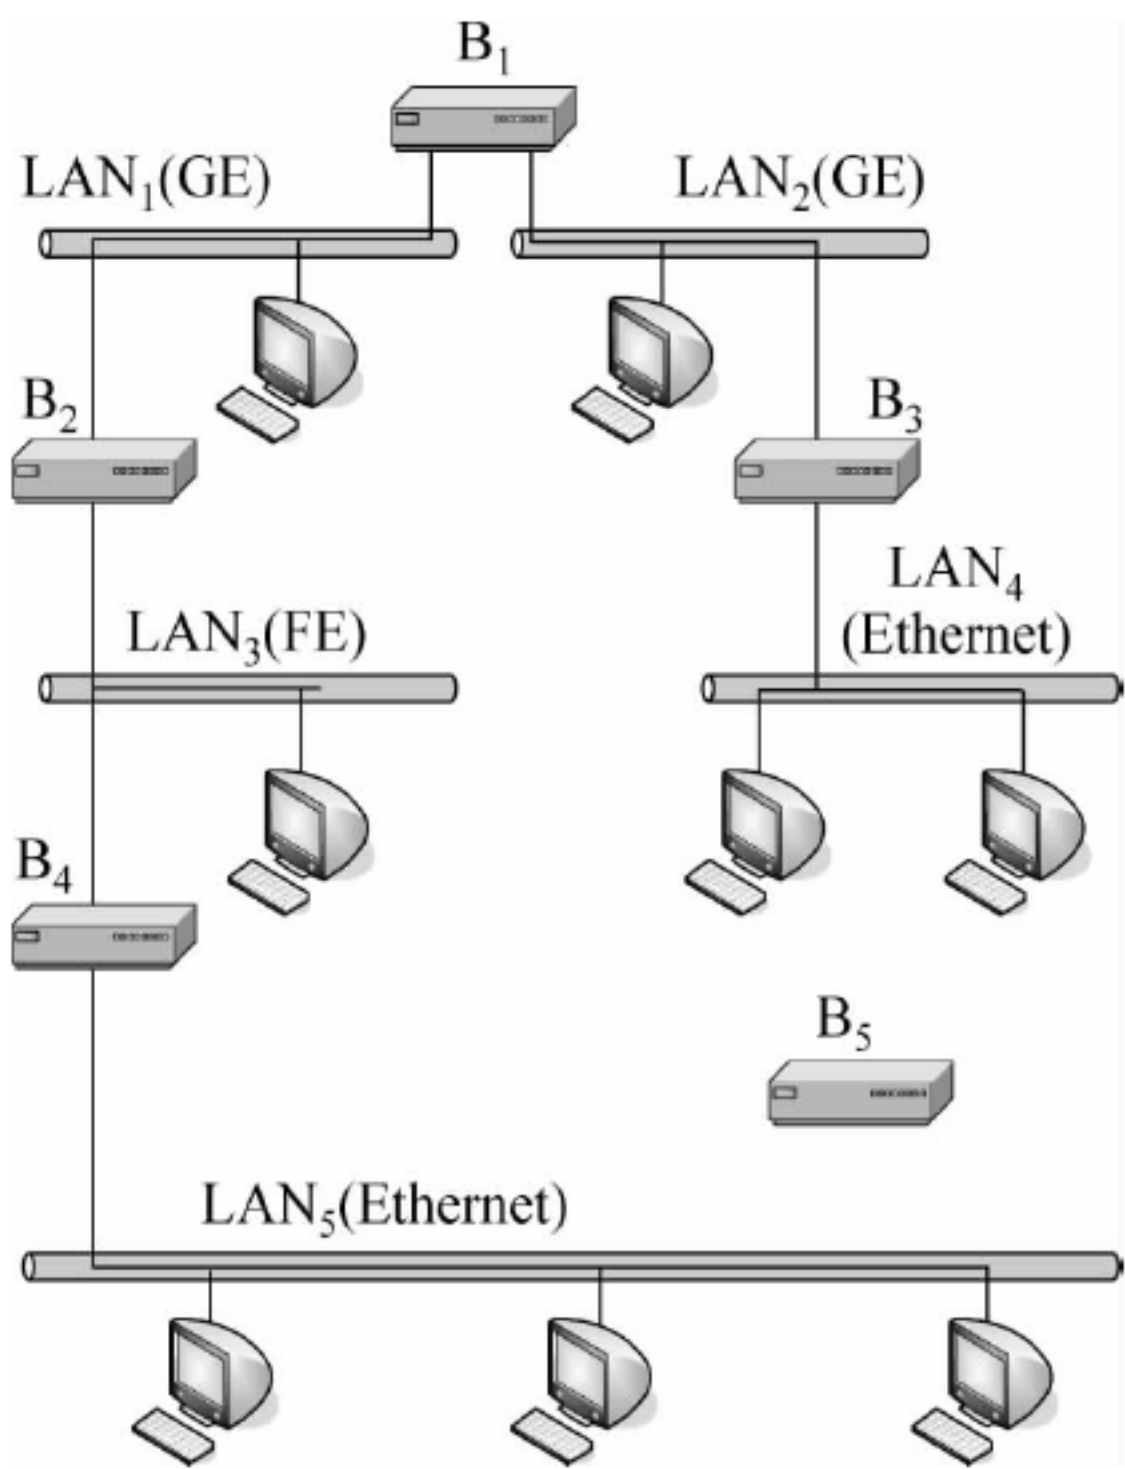 B₁
LAN₁(GE)
LAN₂(GE)
B₂
B₃
LAN₄
(Ethernet)
LAN₃(FE)
B₄
B₅
LAN₅(Ethernet)